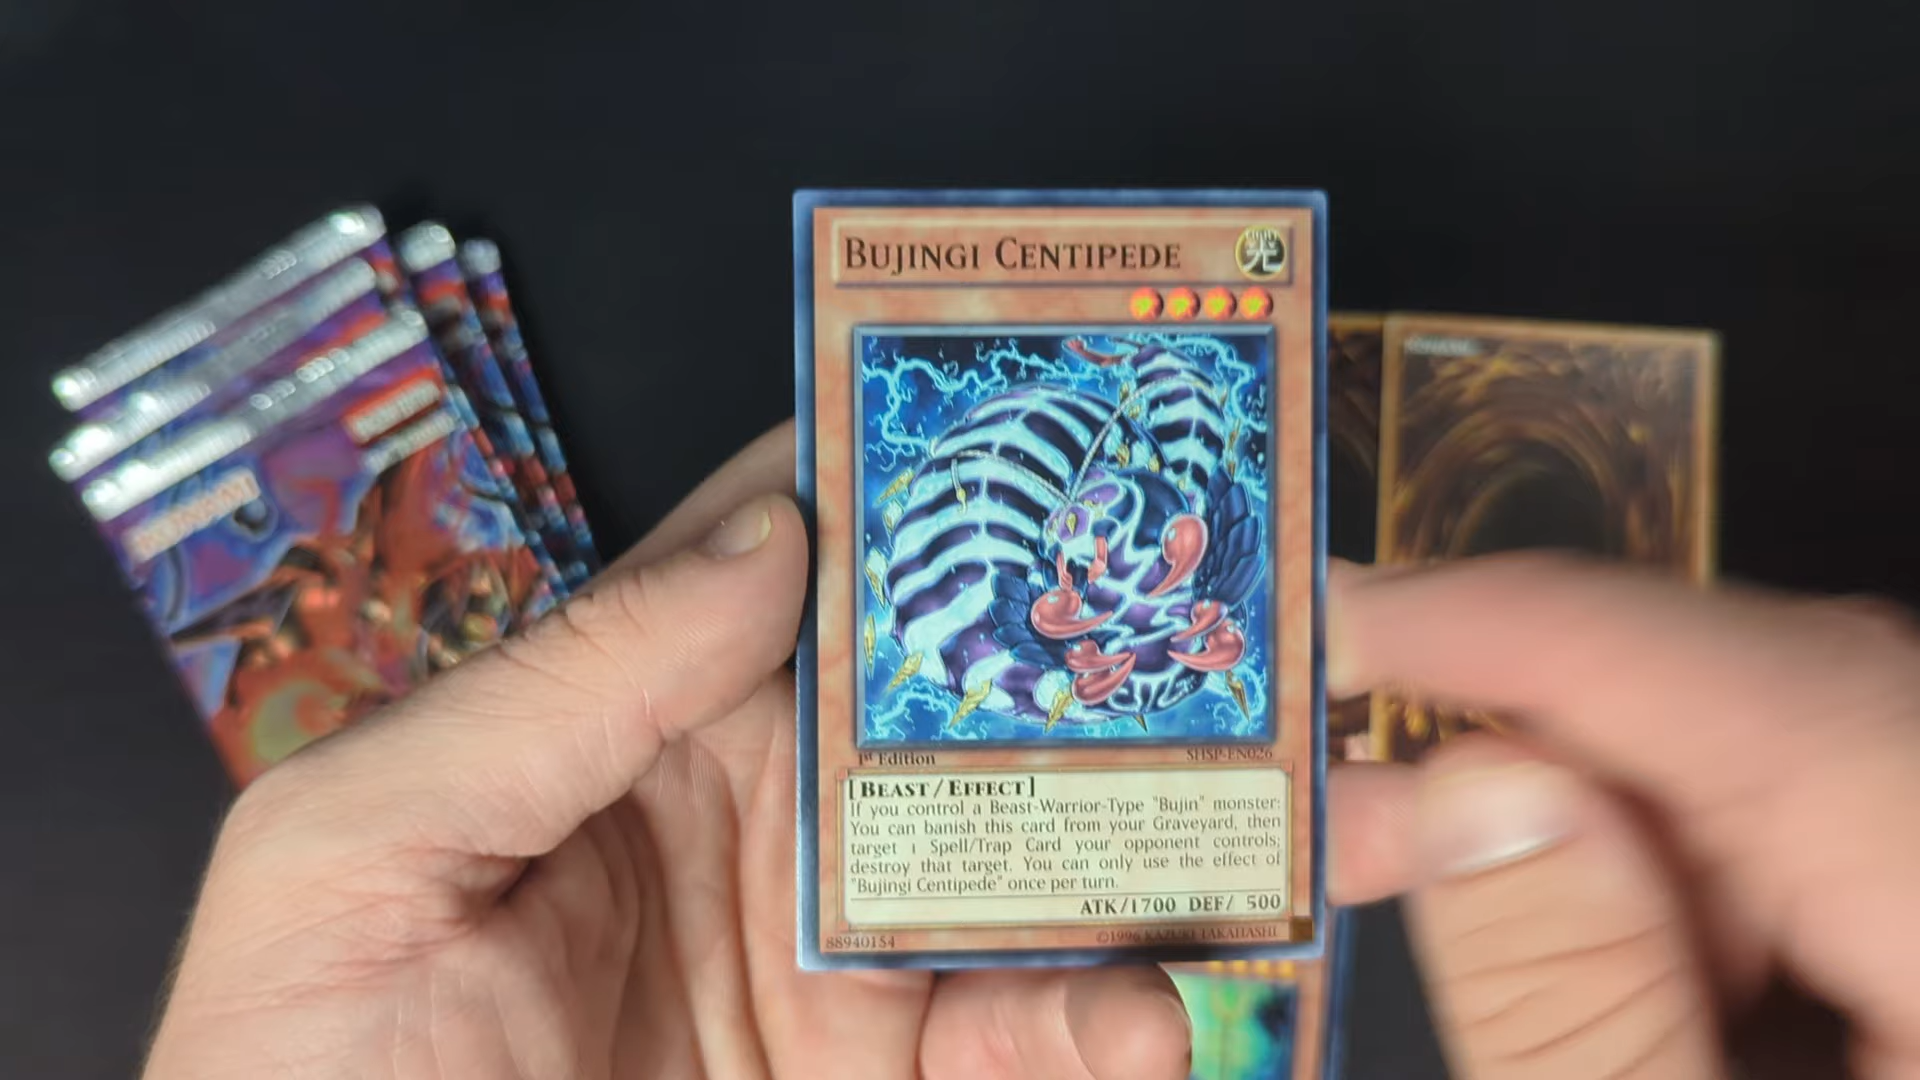 BUJINGI CENTIPEDE
LIGHT
光
1st Edition
SHSP-EN026
[BEAST/EFFECT]
If you control a Beast-Warrior-Type "Bujin" monster:
You can banish this card from your Graveyard, then
target 1 Spell/Trap Card your opponent controls;
destroy that target. You can only use the effect of
"Bujingi Centipede" once per turn.
ATK/1700 DEF/ 500
88940154
©1996 KAZUKI TAKAHASHI